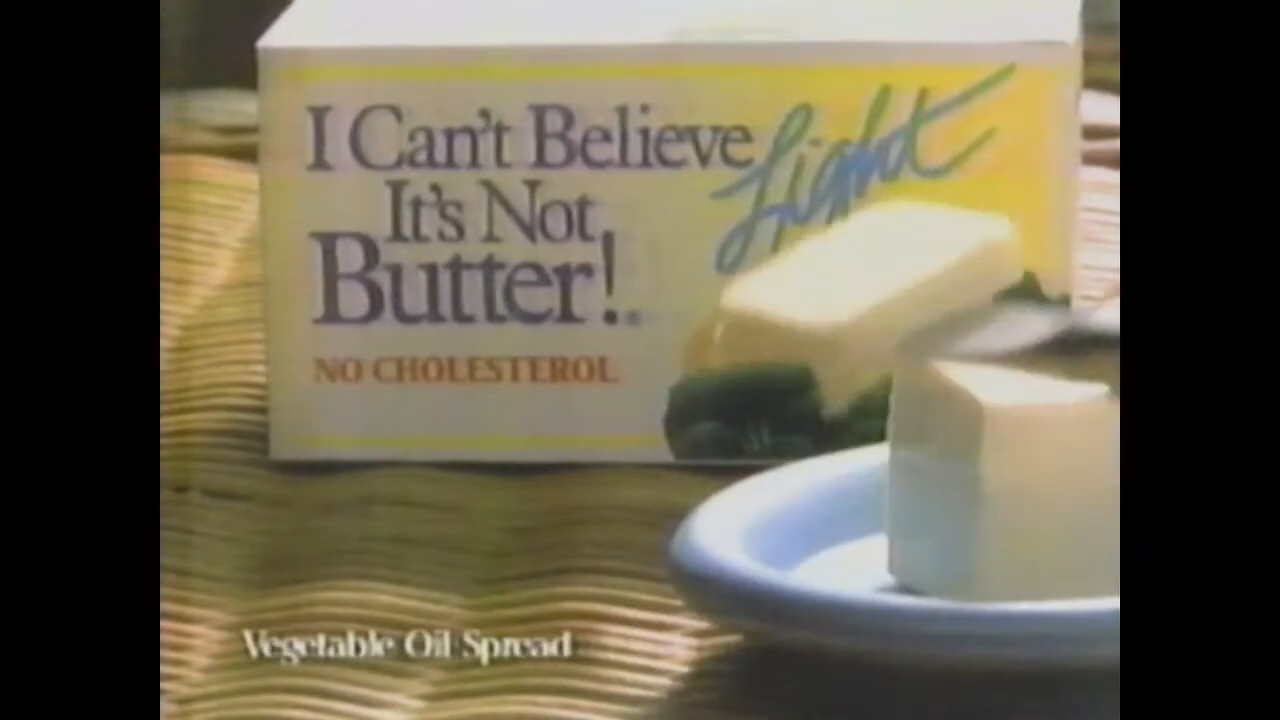 I Can't Believe
It's Not
Butter!®
Light
NO CHOLESTEROL
Vegetable Oil Spread